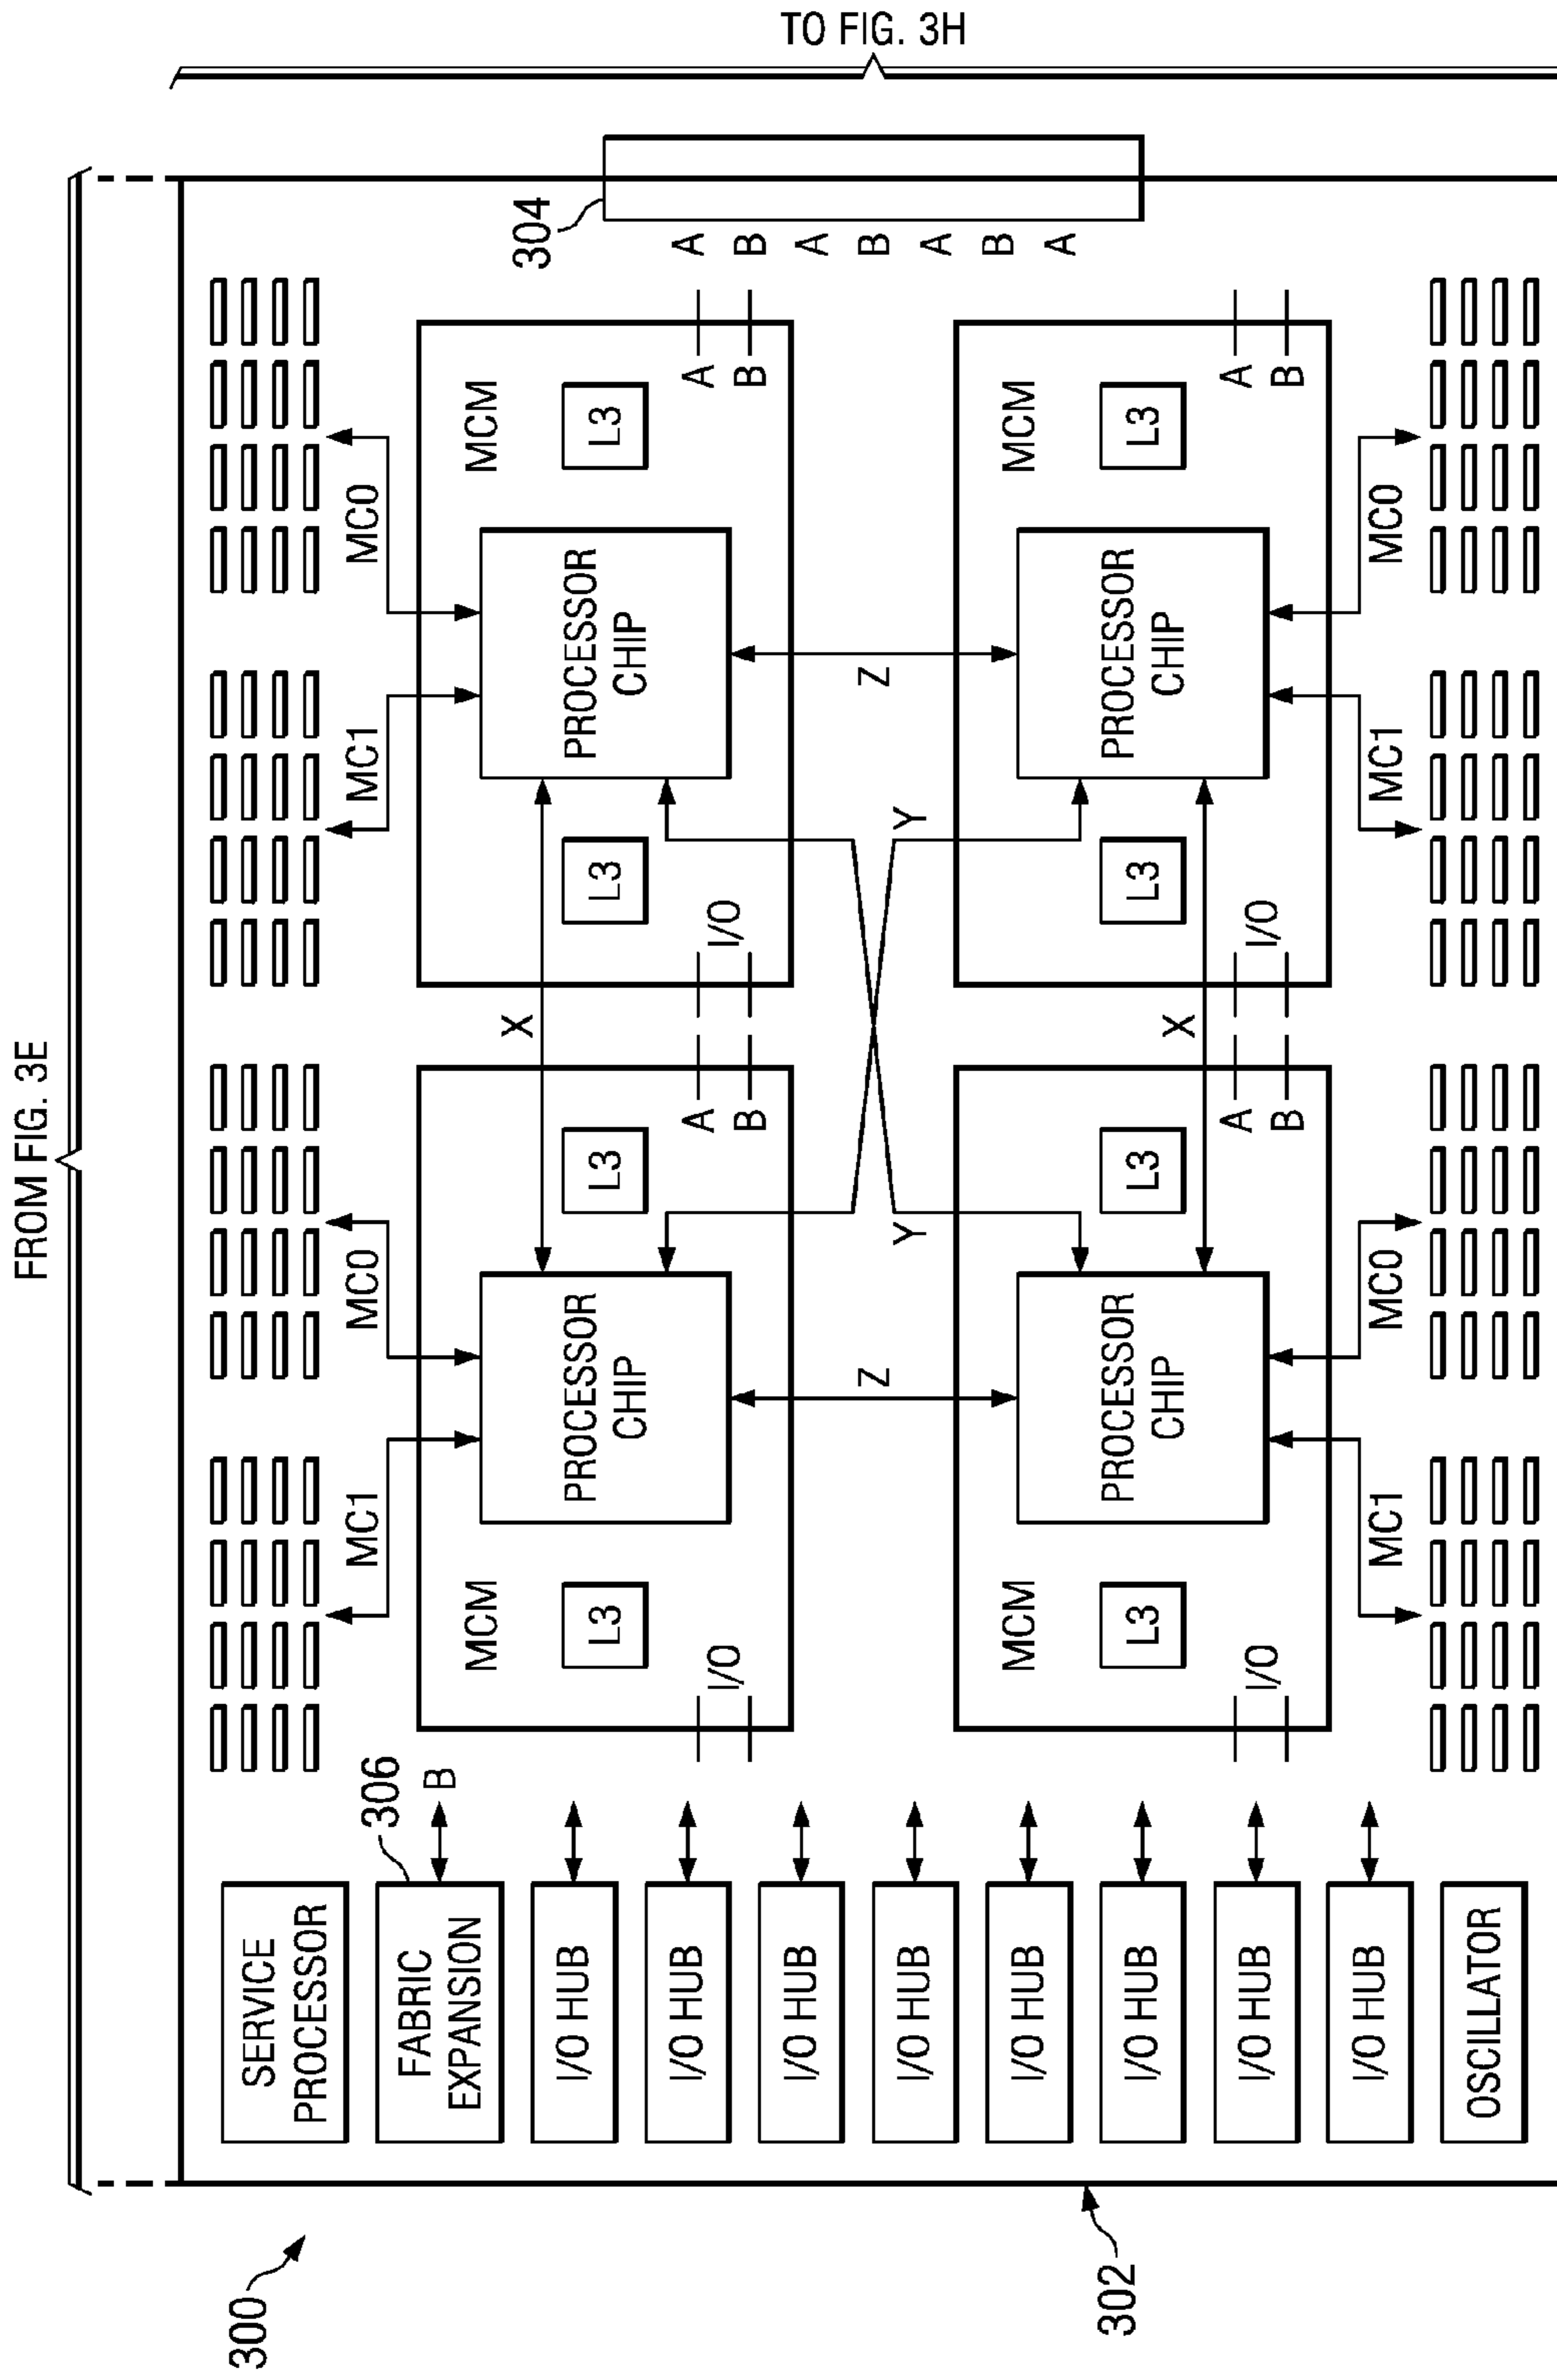 FROM FIG. 3E
TO FIG. 3H
300
302
SERVICE
PROCESSOR
FABRIC
EXPANSION
306
B
I/O HUB
I/O HUB
I/O HUB
I/O HUB
I/O HUB
I/O HUB
I/O HUB
I/O HUB
OSCILLATOR
MC1
MC0
MC1
MC0
MCM
L3
PROCESSOR
CHIP
L3
I/O
A
B
X
MCM
L3
PROCESSOR
CHIP
L3
I/O
A
B
304
A
B
A
B
A
B
A
Z
Y
Y
Z
MCM
L3
PROCESSOR
CHIP
L3
I/O
A
B
X
MCM
L3
PROCESSOR
CHIP
L3
I/O
A
B
MC1
MC0
MC1
MC0